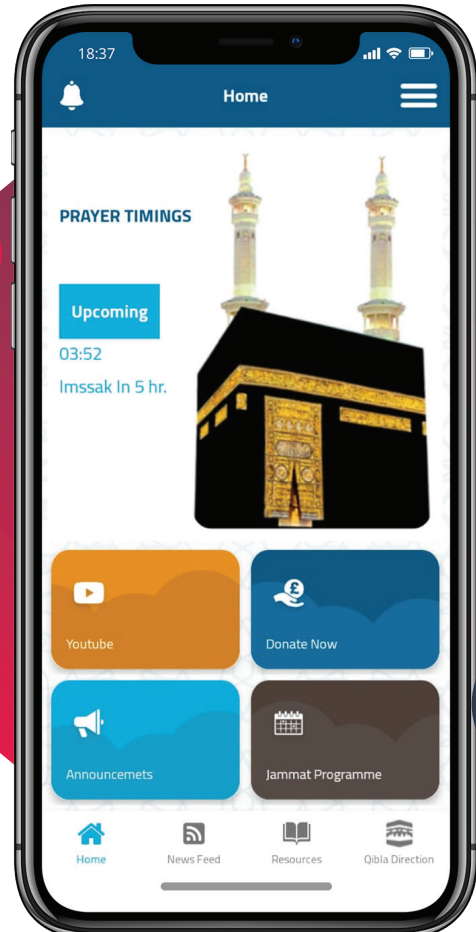 18:37
Home
PRAYER TIMINGS
Upcoming
03:52
Imssak In 5 hr.
Youtube
£
Donate Now
Announcemets
Jammat Programme
Home
News Feed
Resources
Qibla Direction